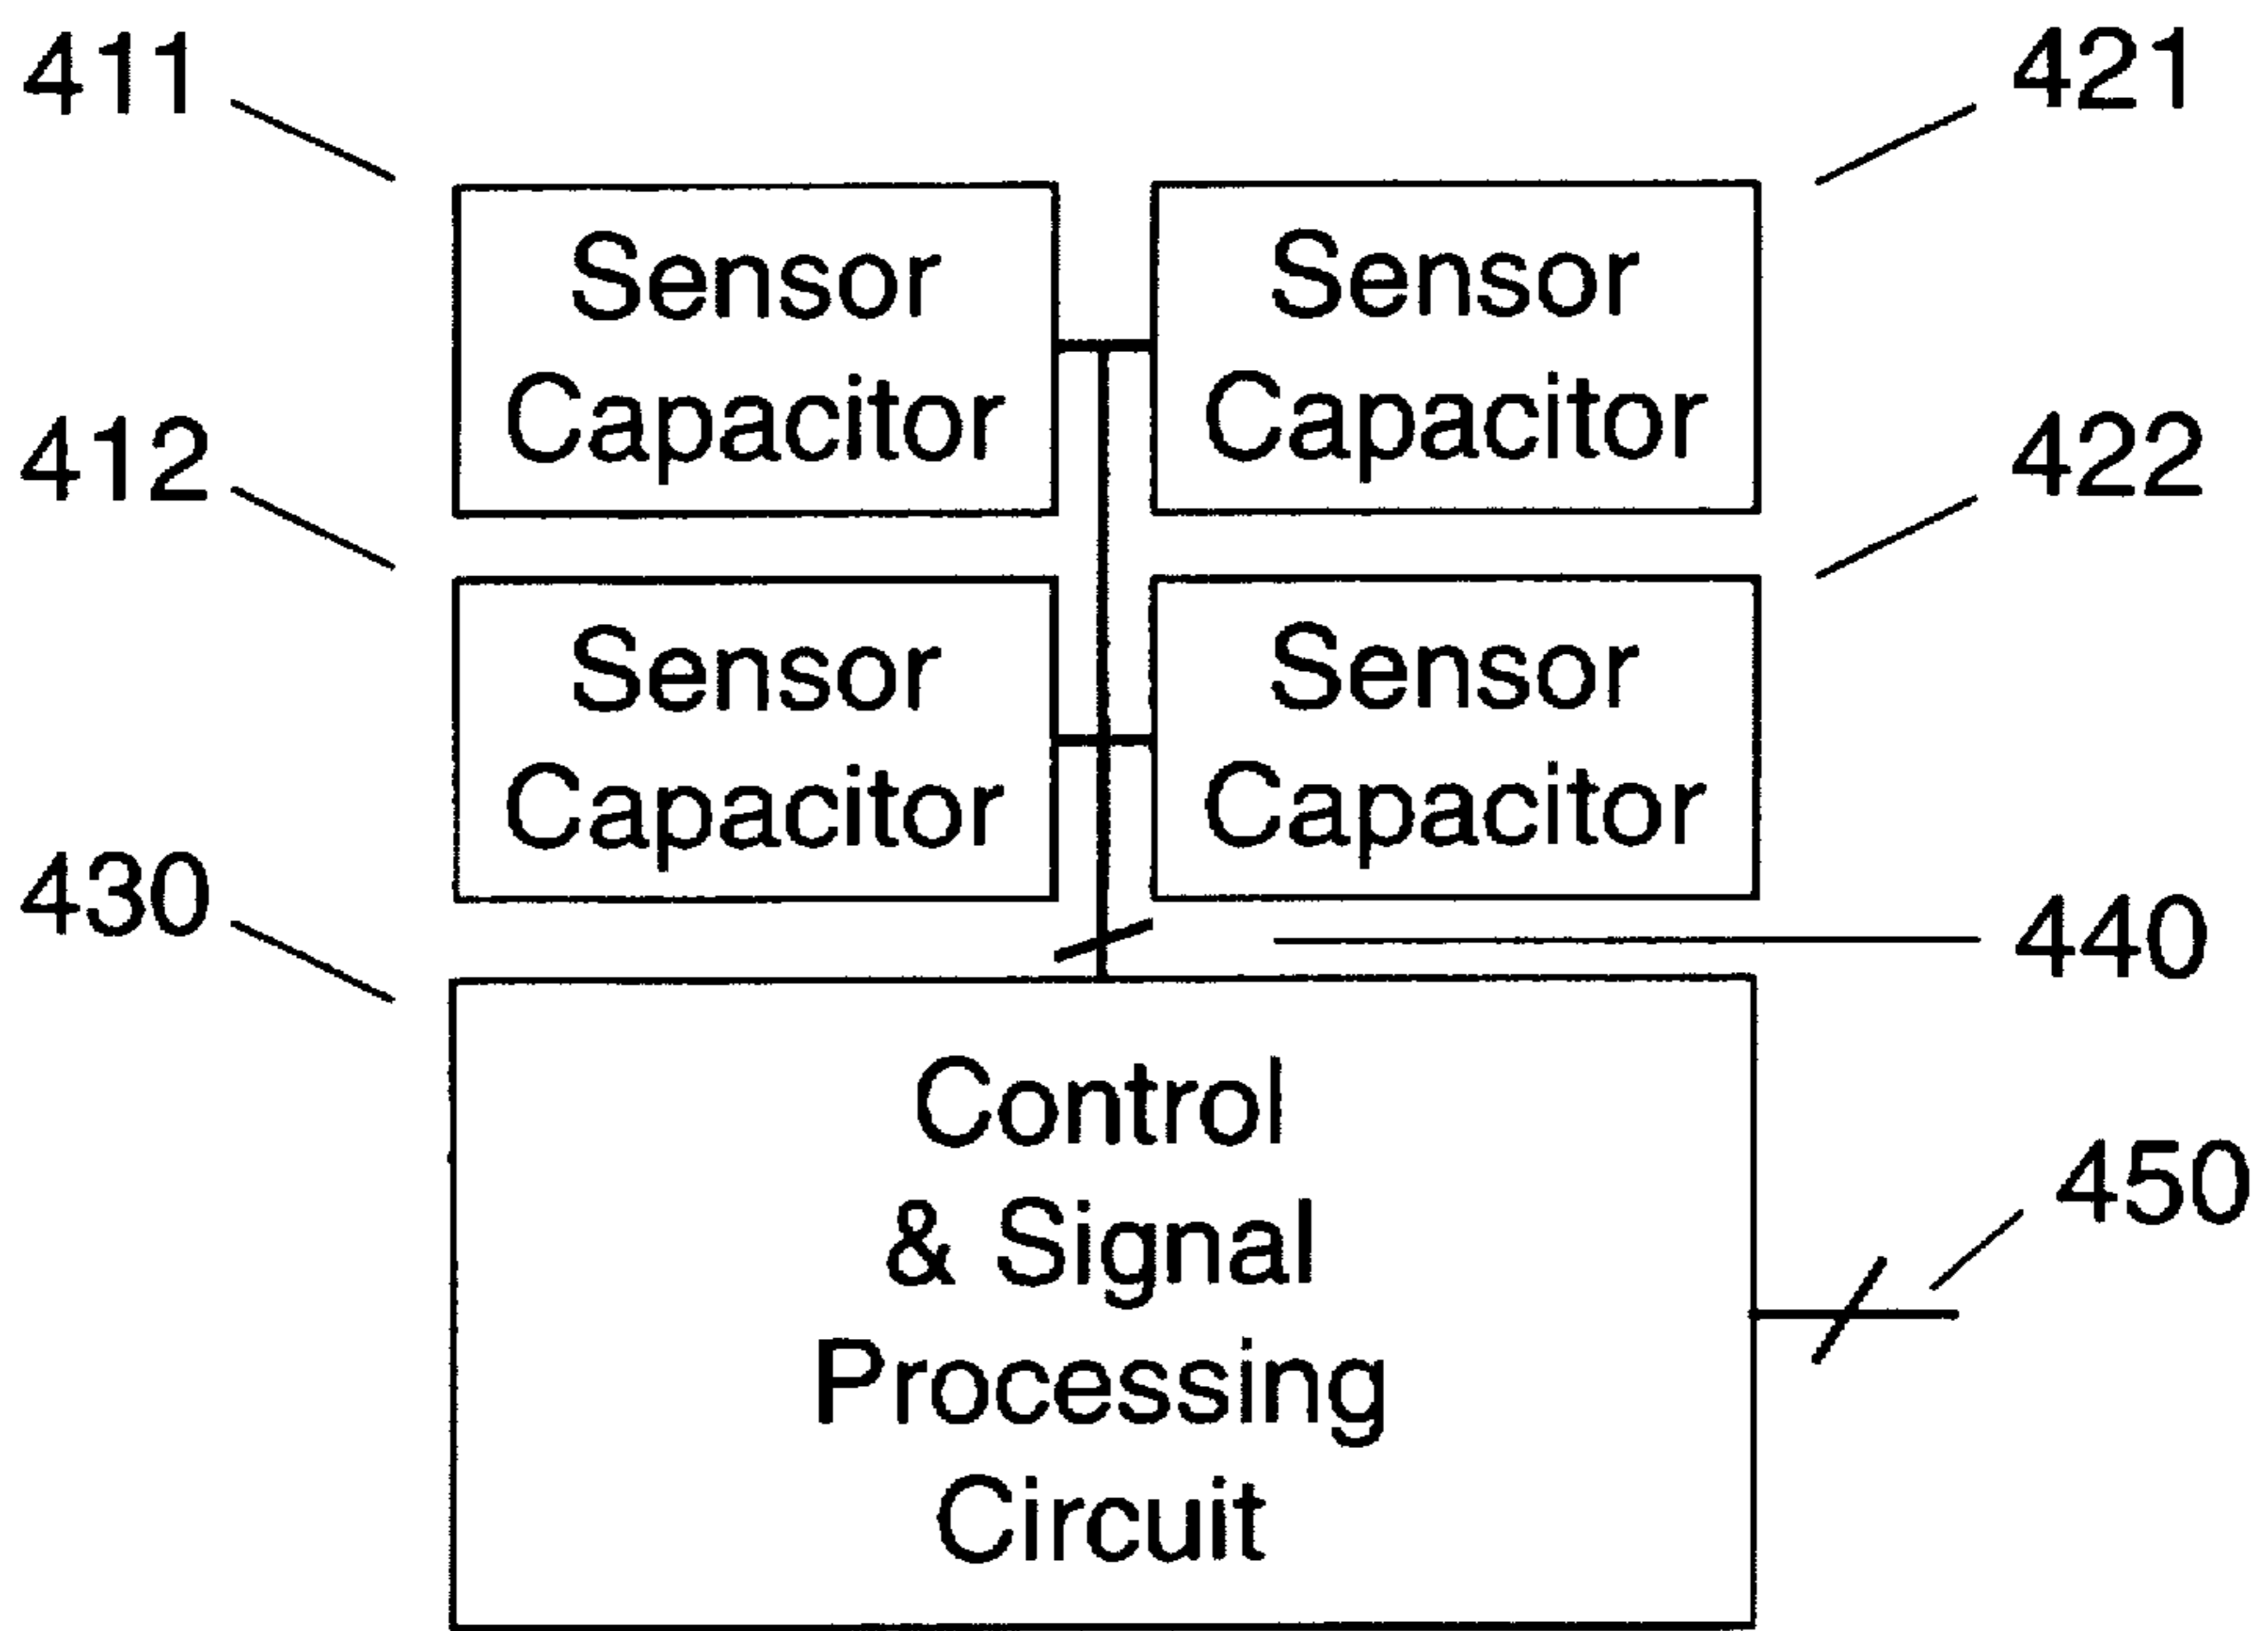 411
421
Sensor
Capacitor
Sensor
Capacitor
412
422
Sensor
Capacitor
Sensor
Capacitor
430
440
Control
& Signal
Processing
Circuit
450